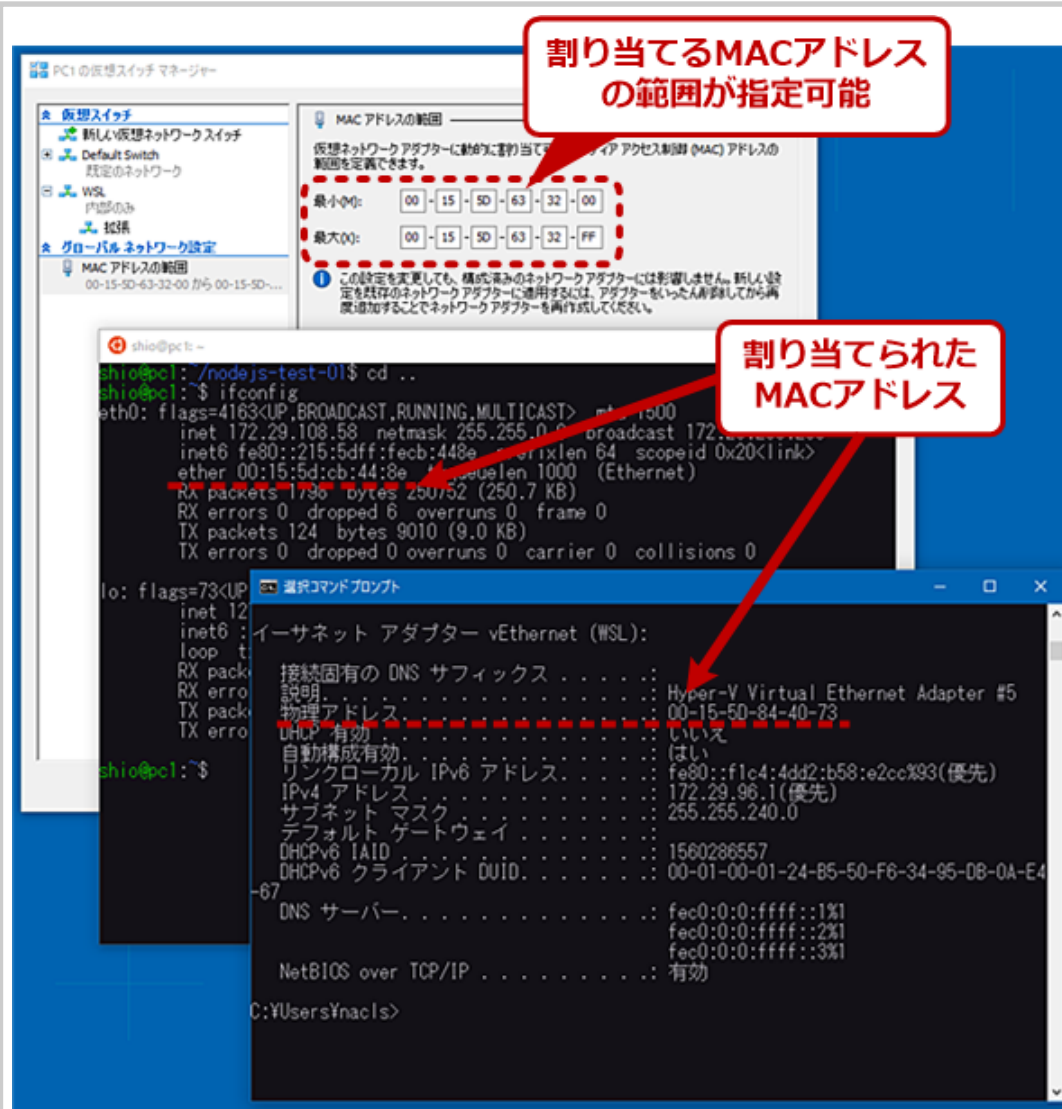 割り当てるMACアドレス
の範囲が指定可能
PC1 の仮想スイッチ マネージャー
仮想スイッチ
新しい仮想ネットワーク スイッチ
Default Switch
既定のネットワーク
WSL
内部のみ
拡張
グローバル ネットワーク設定
MAC アドレスの範囲
00-15-5D-63-32-00 から 00-15-5D-...
MAC アドレスの範囲
仮想ネットワーク アダプターに動的に割り当て ィア アクセス制御 (MAC) アドレスの
範囲を定義できます。
最小(M): 00 - 15 - 5D - 63 - 32 - 00
最大(X): 00 - 15 - 5D - 63 - 32 - FF
この設定を変更しても、構成済みのネットワーク アダプターには影響しません。新しい設
定を既存のネットワーク アダプターに適用するには、アダプターをいったん削除してから再
度追加することでネットワーク アダプターを再作成してください。
割り当てられた
MACアドレス
shio@pc1: ~
shio@pc1:~/nodejs-test-01$ cd ..
shio@pc1:~$ ifconfig
eth0: flags=4163<UP,BROADCAST,RUNNING,MULTICAST> 1500
inet 172.29.108.58 netmask 255.255.0.0 broadcast
inet6 fe80::215:5dff:fecb:448e 64 scopeid 0x20<link>
ether 00:15:5d:cb:44:8e 1000 (Ethernet)
RX packets 1796 bytes 250752 (250.7 KB)
RX errors 0 dropped 6 overruns 0 frame 0
TX packets 124 bytes 9010 (9.0 KB)
TX errors 0 dropped 0 overruns 0 carrier 0 collisions 0
lo: flags=73<UP
inet 12
inet6 :
loop t
RX pack
RX erro
TX pack
TX erro
shio@pc1:~$
選択コマンド プロンプト
イーサネット アダプター vEthernet (WSL):
接続固有の DNS サフィックス . . . . .:
説明. . . . . . . . . . . . . . . . .: Hyper-V Virtual Ethernet Adapter #5
物理アドレス. . . . . . . . . . . . .: 00-15-5D-84-40-73
DHCP 有効 . . . . . . . . . . . . . .: いいえ
自動構成有効. . . . . . . . . . . . .: はい
リンクローカル IPv6 アドレス. . . . .: fe80::f1c4:4dd2:b58:e2cc%93(優先)
IPv4 アドレス . . . . . . . . . . . .: 172.29.96.1(優先)
サブネット マスク . . . . . . . . . .: 255.255.240.0
デフォルト ゲートウェイ . . . . . . .:
DHCPv6 IAID . . . . . . . . . . . . .: 1560286557
DHCPv6 クライアント DUID. . . . . . .: 00-01-00-01-24-B5-50-F6-34-95-DB-0A-E4
-67
DNS サーバー. . . . . . . . . . . . .: fec0:0:0:ffff::1%1
fec0:0:0:ffff::2%1
fec0:0:0:ffff::3%1
NetBIOS over TCP/IP . . . . . . . . .: 有効
C:¥Users¥nacls>